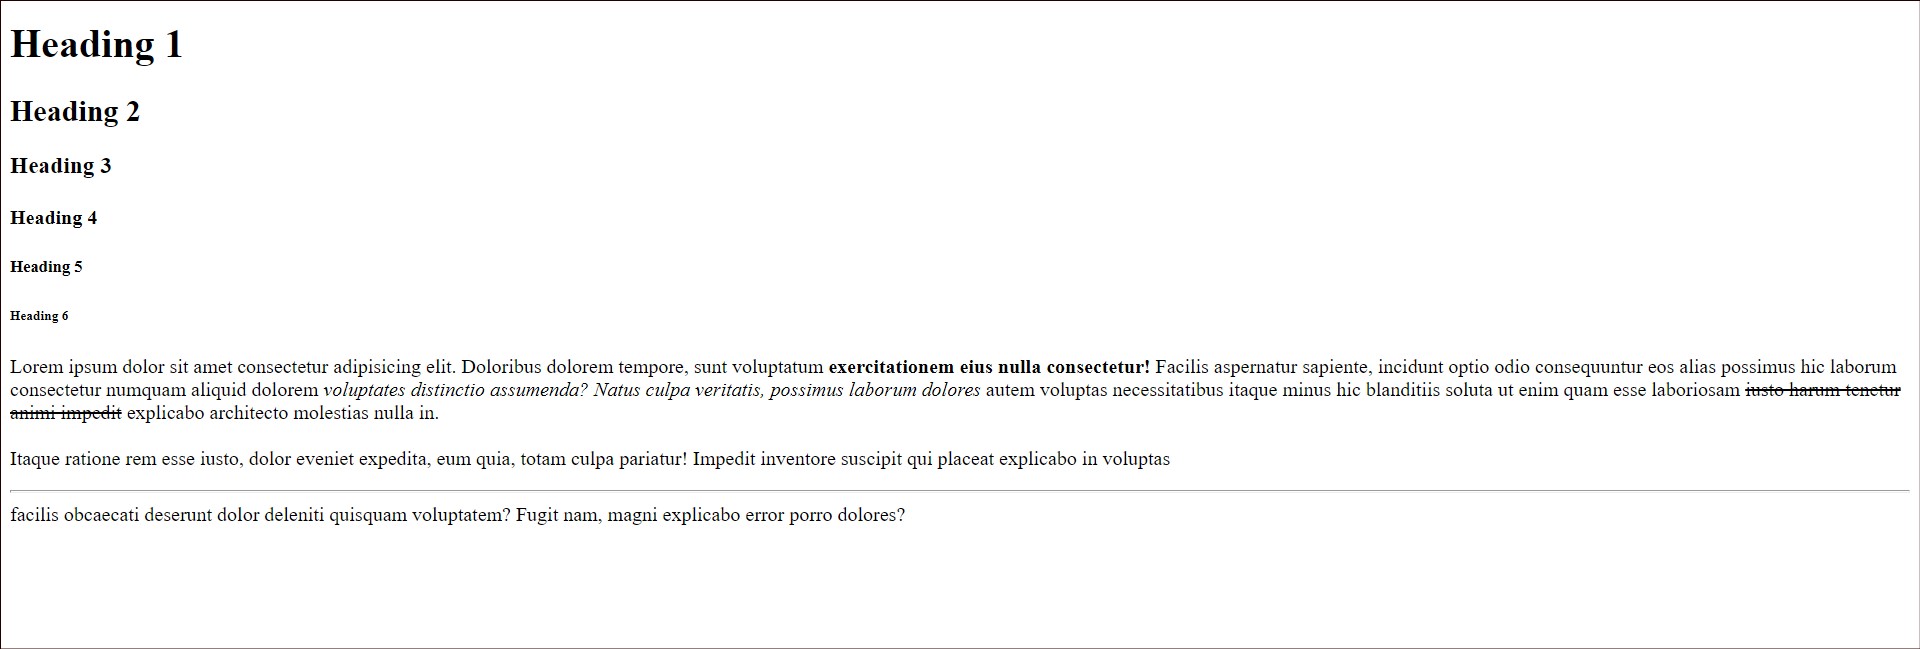 Heading 1
Heading 2
Heading 3
Heading 4
Heading 5
Heading 6
Lorem ipsum dolor sit amet consectetur adipisicing elit. Doloribus dolorem tempore, sunt voluptatum exercitationem eius nulla consectetur! Facilis aspernatur sapiente, incidunt optio odio consequuntur eos alias possimus hic laborum
consectetur numquam aliquid dolorem voluptates distinctio assumenda? Natus culpa veritatis, possimus laborum dolores autem voluptas necessitatibus itaque minus hic blanditiis soluta ut enim quam esse laboriosam iusto harum tenetur
animi impedit explicabo architecto molestias nulla in.
Itaque ratione rem esse iusto, dolor eveniet expedita, eum quia, totam culpa pariatur! Impedit inventore suscipit qui placeat explicabo in voluptas
facilis obcaecati deserunt dolor deleniti quisquam voluptatem? Fugit nam, magni explicabo error porro dolores?